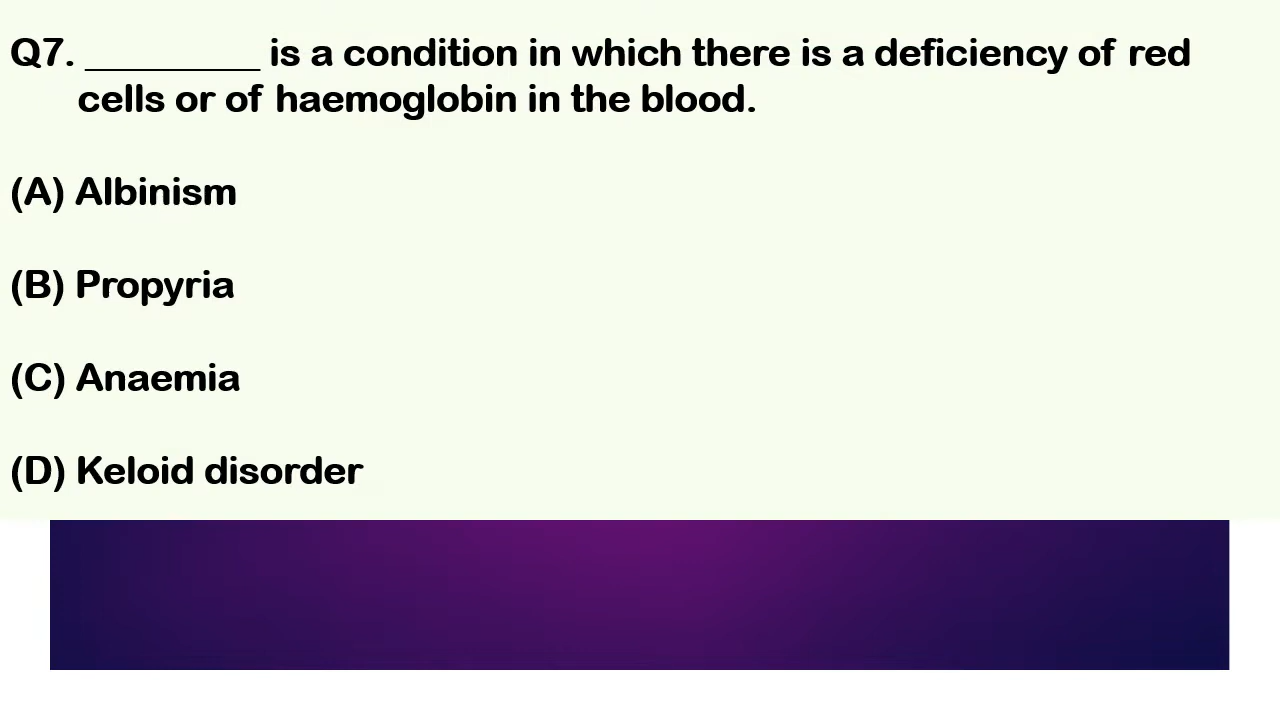 Q7. _________ is a condition in which there is a deficiency of red
cells or of haemoglobin in the blood.
(A) Albinism
(B) Propyria
(C) Anaemia
(D) Keloid disorder